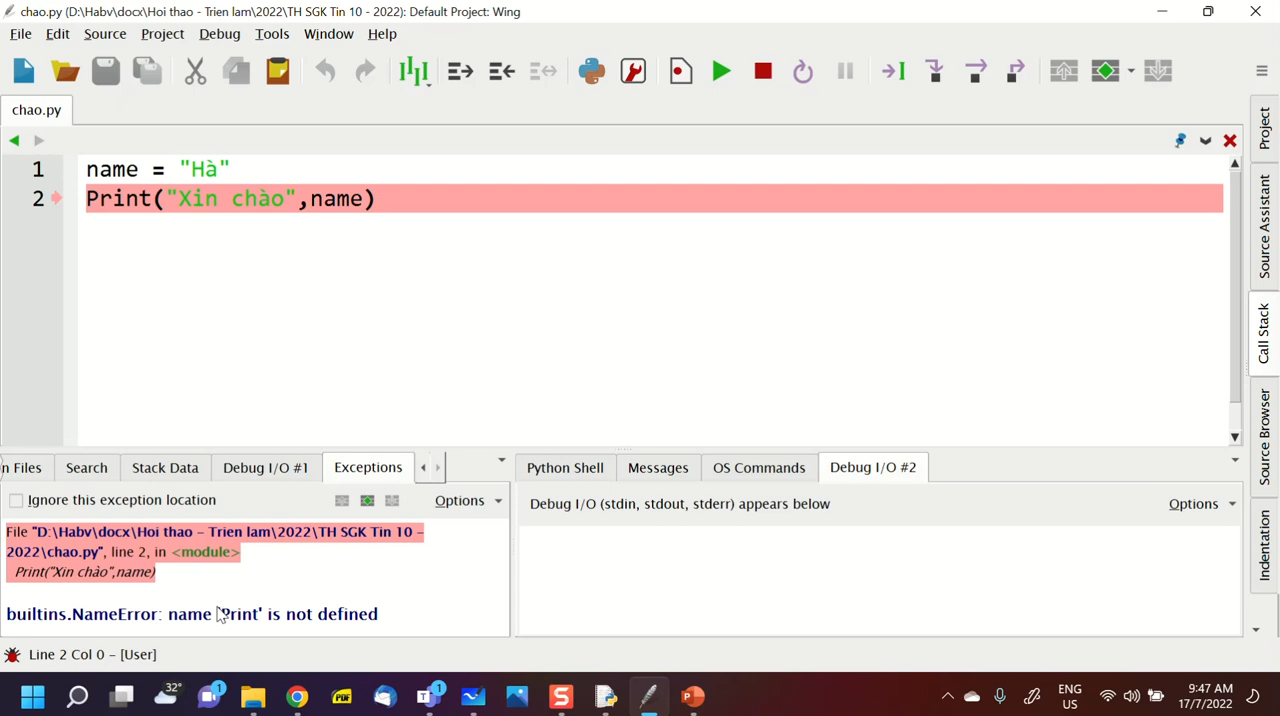 chao.py (D:\Habv\docx\Hoi thao - Trien lam\2022\TH SGK Tin 10 - 2022): Default Project: Wing
File Edit Source Project Debug Tools Window Help
chao.py
1 name = "Hà"
2 Print("Xin chào",name)
Project
Source Assistant
Call Stack
Source Browser
Indentation
n Files Search Stack Data Debug I/O #1 Exceptions
Ignore this exception location Options
File "D:\Habv\docx\Hoi thao - Trien lam\2022\TH SGK Tin 10 -
2022\chao.py", line 2, in <module>
Print("Xin chào",name)
builtins.NameError: name 'Print' is not defined
Python Shell Messages OS Commands Debug I/O #2
Debug I/O (stdin, stdout, stderr) appears below Options
Line 2 Col 0 - [User]
32°
1
PDF
T
1
S
P
ENG
US
9:47 AM
17/7/2022